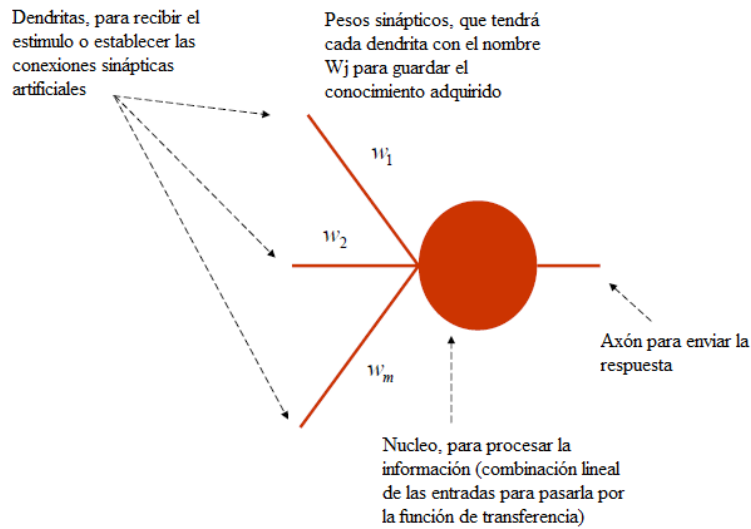 Dendritas, para recibir el
estimulo o establecer las
conexiones sinápticas
artificiales
Pesos sinápticos, que tendrá
cada dendrita con el nombre
Wj para guardar el
conocimiento adquirido
w1
w2
wm
Axón para enviar la
respuesta
Nucleo, para procesar la
información (combinación lineal
de las entradas para pasarla por
la función de transferencia)